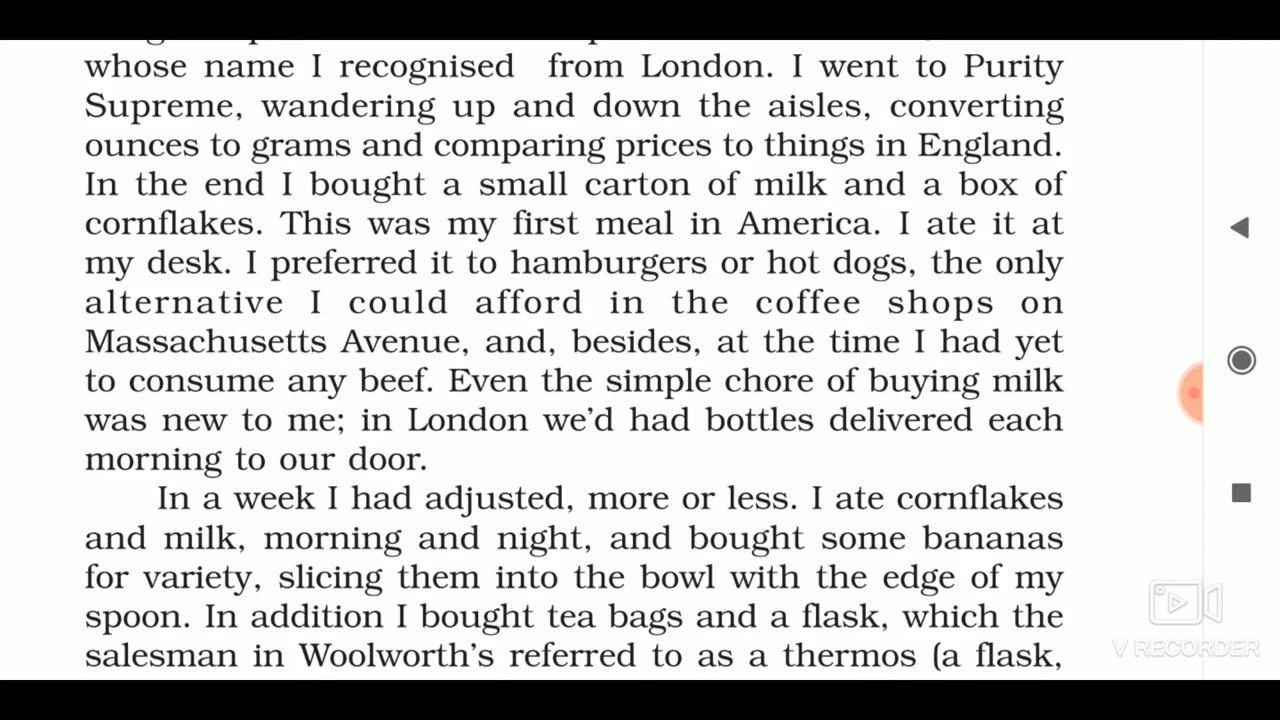 whose name I recognised from London. I went to Purity
Supreme, wandering up and down the aisles, converting
ounces to grams and comparing prices to things in England.
In the end I bought a small carton of milk and a box of
cornflakes. This was my first meal in America. I ate it at
my desk. I preferred it to hamburgers or hot dogs, the only
alternative I could afford in the coffee shops on
Massachusetts Avenue, and, besides, at the time I had yet
to consume any beef. Even the simple chore of buying milk
was new to me; in London we'd had bottles delivered each
morning to our door.
In a week I had adjusted, more or less. I ate cornflakes
and milk, morning and night, and bought some bananas
for variety, slicing them into the bowl with the edge of my
spoon. In addition I bought tea bags and a flask, which the
salesman in Woolworth's referred to as a thermos (a flask,
V RECORDER